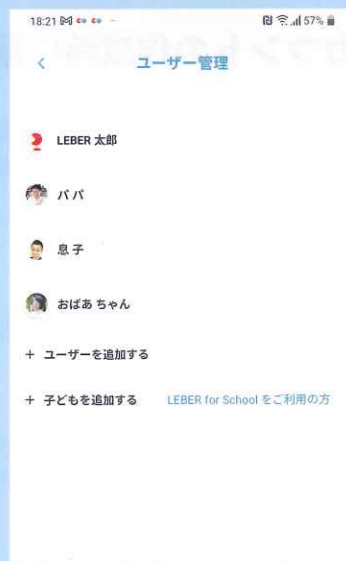 18:21
57%
ユーザー管理
LEBER 太郎
パパ
息子
おばあ ちゃん
+ ユーザーを追加する
+ 子どもを追加する LEBER for School をご利用の方